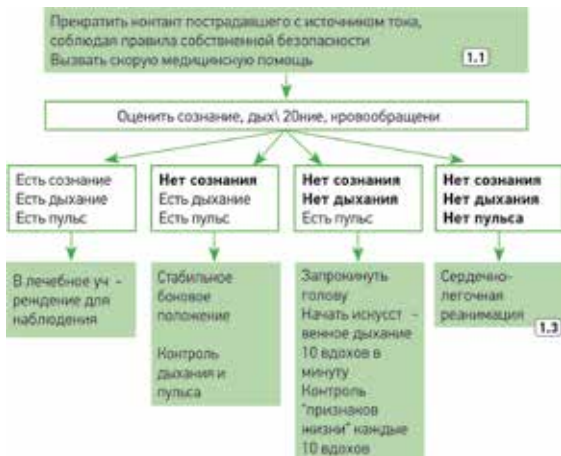 Прекратить контакт пострадавшего с источником тока,
соблюдая правила собственной безопасности
Вызвать скорую медицинскую помощь
1.1
Оценить сознание, дых\ 20ние, кровообращени
Есть сознание
Есть дыхание
Есть пульс
Нет сознания
Есть дыхание
Есть пульс
Нет сознания
Нет дыхания
Есть пульс
Нет сознания
Нет дыхания
Нет пульса
В лечебное уч -
реждение для
наблюдения
Стабильное
боковое
положение
Контроль
дыхания и
пульса
Запрокинуть
голову
Начать искусст -
венное дыхание
10 вдохов в
минуту
Контроль
"признаков
жизни" каждые
10 вдохов
Сердечно-
легочная
реанимация
1.3